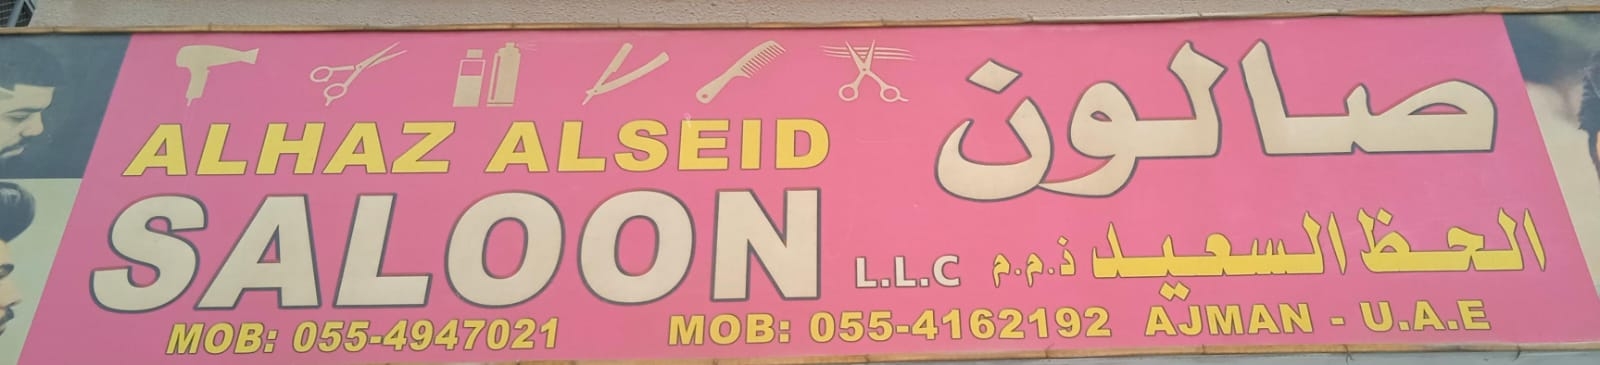 ALHAZ ALSEID
SALOON L.L.C
صالون
الحظ السعيد ذ.م.م
MOB: 055-4947021 MOB: 055-4162192 AJMAN - U.A.E